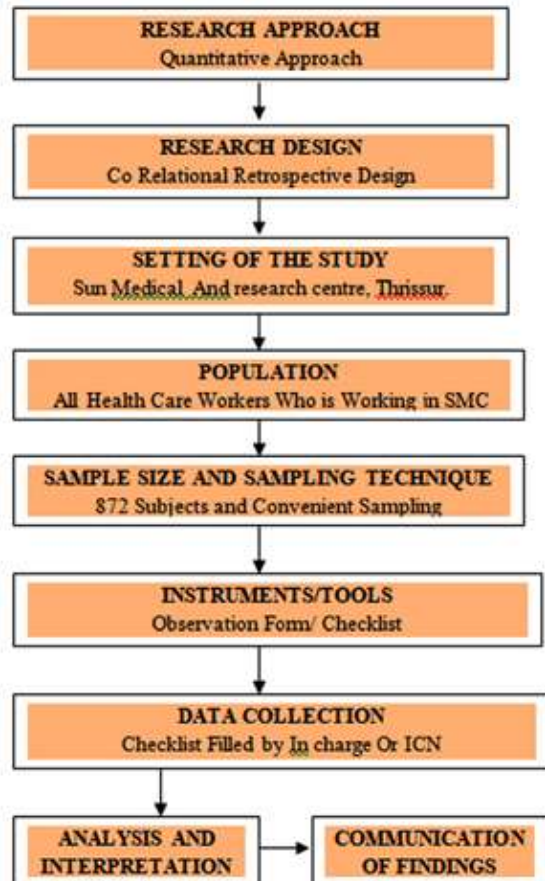 RESEARCH APPROACH
Quantitative Approach
RESEARCH DESIGN
Co Relational Retrospective Design
SETTING OF THE STUDY
Sun Medical And research centre, Thrissur.
POPULATION
All Health Care Workers Who is Working in SMC
SAMPLE SIZE AND SAMPLING TECHNIQUE
872 Subjects and Convenient Sampling
INSTRUMENTS/TOOLS
Observation Form/ Checklist
DATA COLLECTION
Checklist Filled by In charge Or ICN
ANALYSIS AND
INTERPRETATION
COMMUNICATION
OF FINDINGS